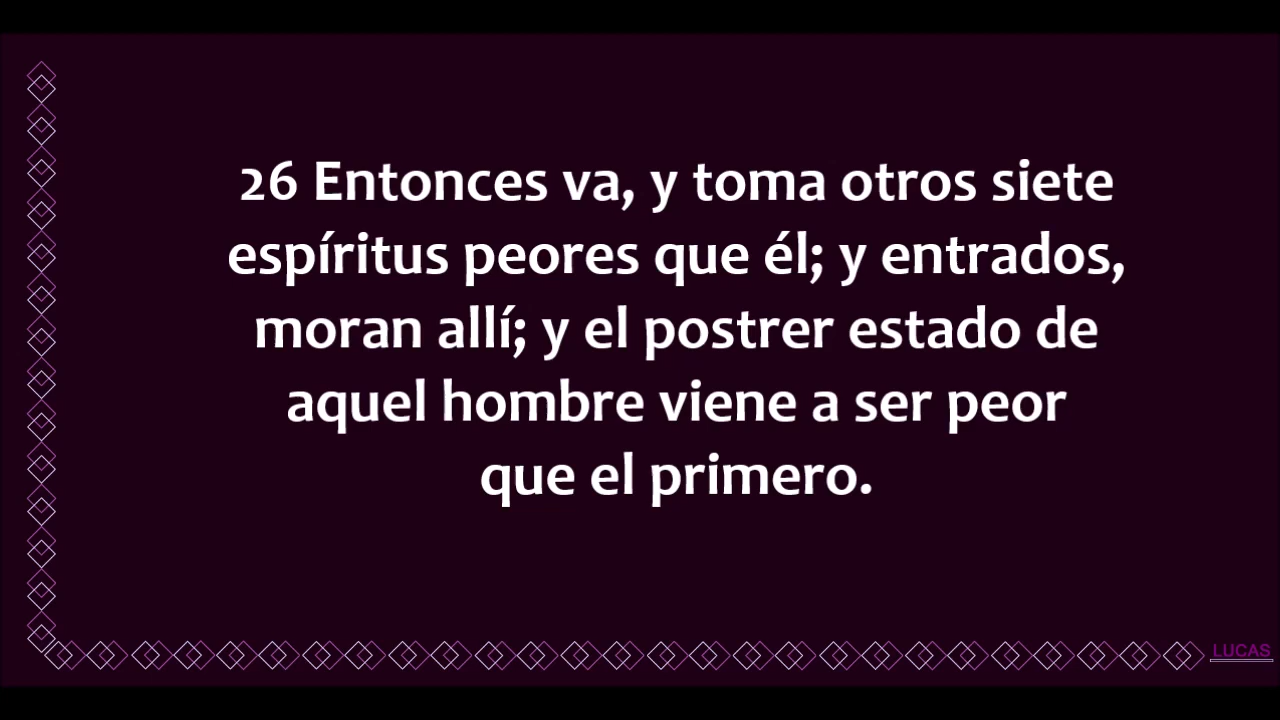 26 Entonces va, y toma otros siete
espíritus peores que él; y entrados,
moran allí; y el postrer estado de
aquel hombre viene a ser peor
que el primero.
LUCAS